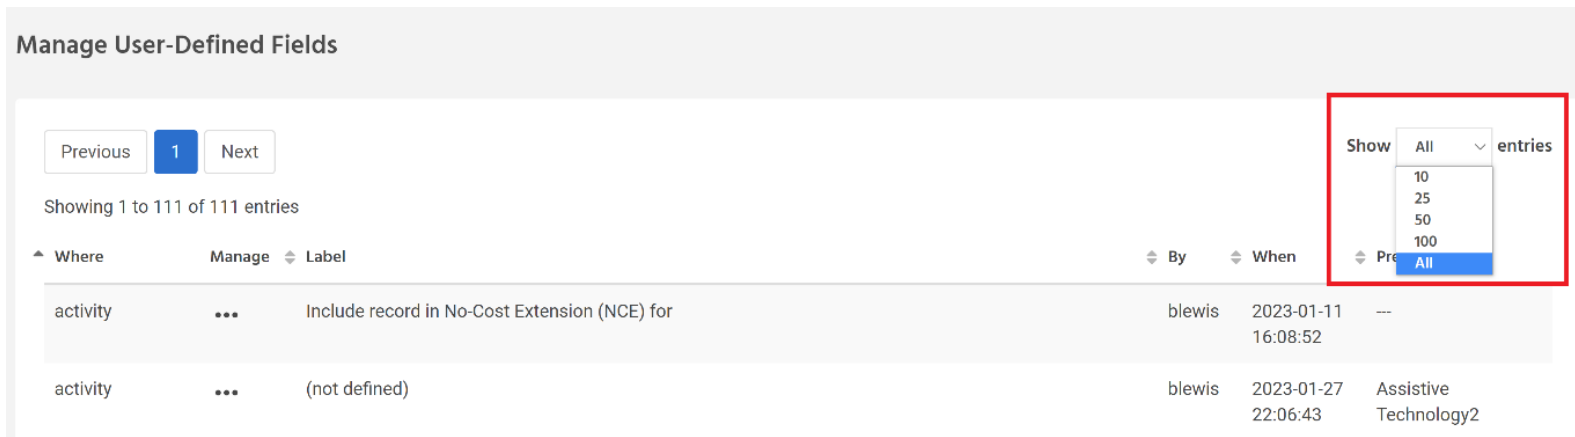 Manage User-Defined Fields
Previous 1 Next
Show All entries
10
25
50
100
All
Showing 1 to 111 of 111 entries
Where Manage Label By When Pre
activity ••• Include record in No-Cost Extension (NCE) for blewis 2023-01-11 ---
16:08:52
activity ••• (not defined) blewis 2023-01-27 Assistive
22:06:43 Technology2